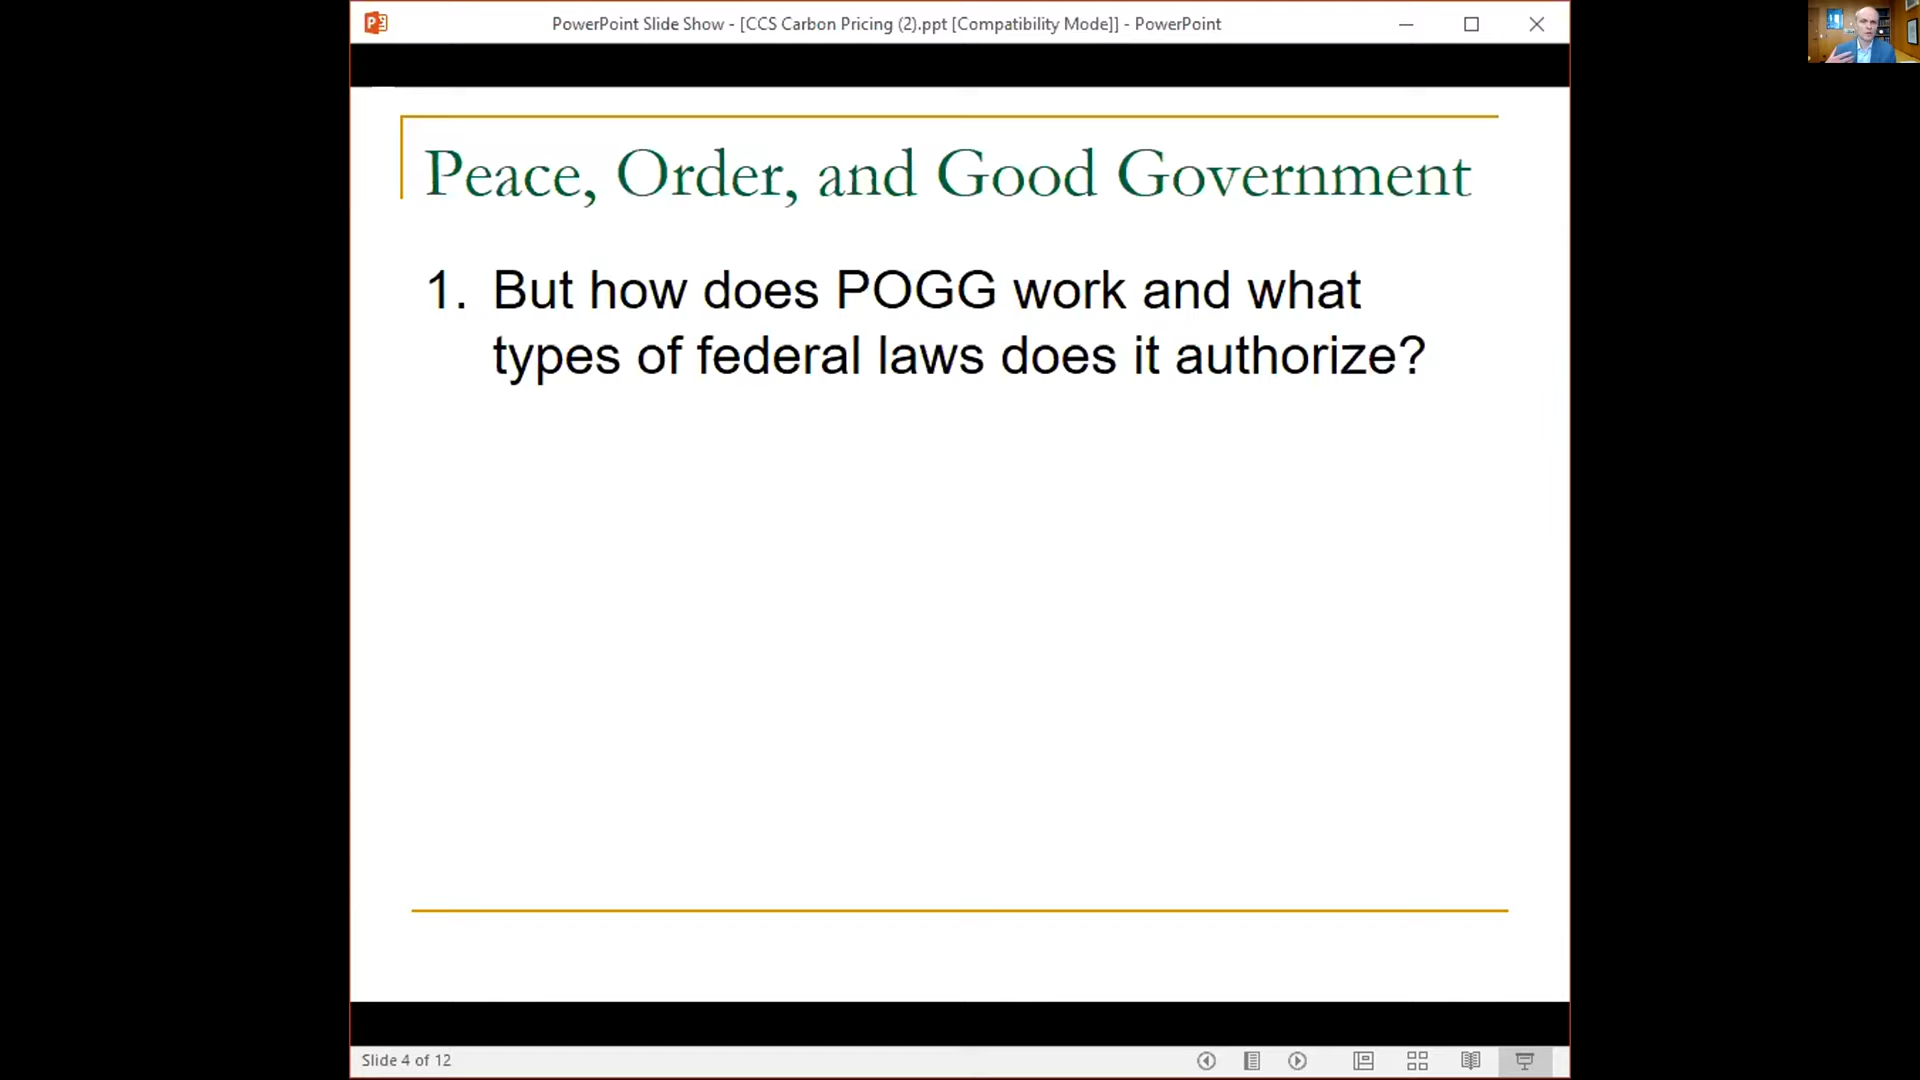 PowerPoint Slide Show - [CCS Carbon Pricing (2).ppt [Compatibility Mode]] - PowerPoint
Peace, Order, and Good Government
1. But how does POGG work and what
types of federal laws does it authorize?
Slide 4 of 12